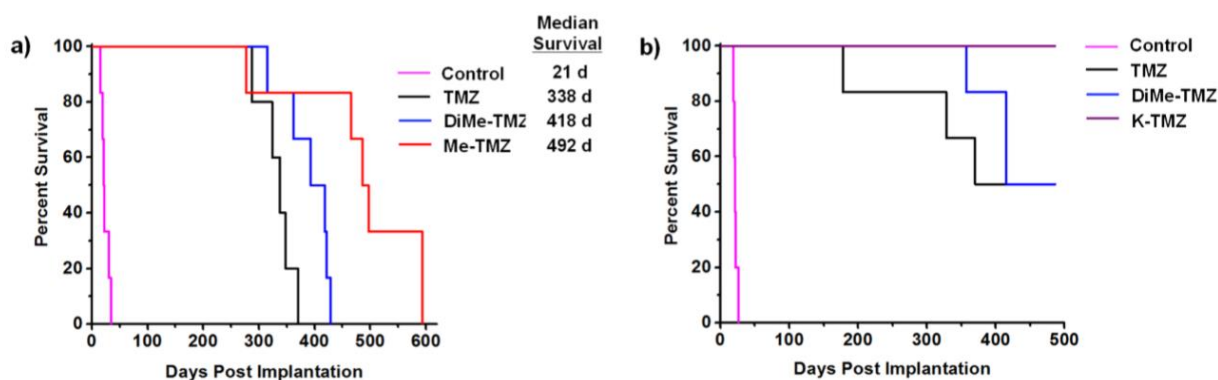 a)
Median
Survival
Control 21 d
TMZ 338 d
DiMe-TMZ 418 d
Me-TMZ 492 d
Percent Survival
100
80
60
40
20
0
0 100 200 300 400 500 600
Days Post Implantation
b)
Control
TMZ
DiMe-TMZ
K-TMZ
Percent Survival
100
80
60
40
20
0
0 100 200 300 400 500
Days Post Implantation